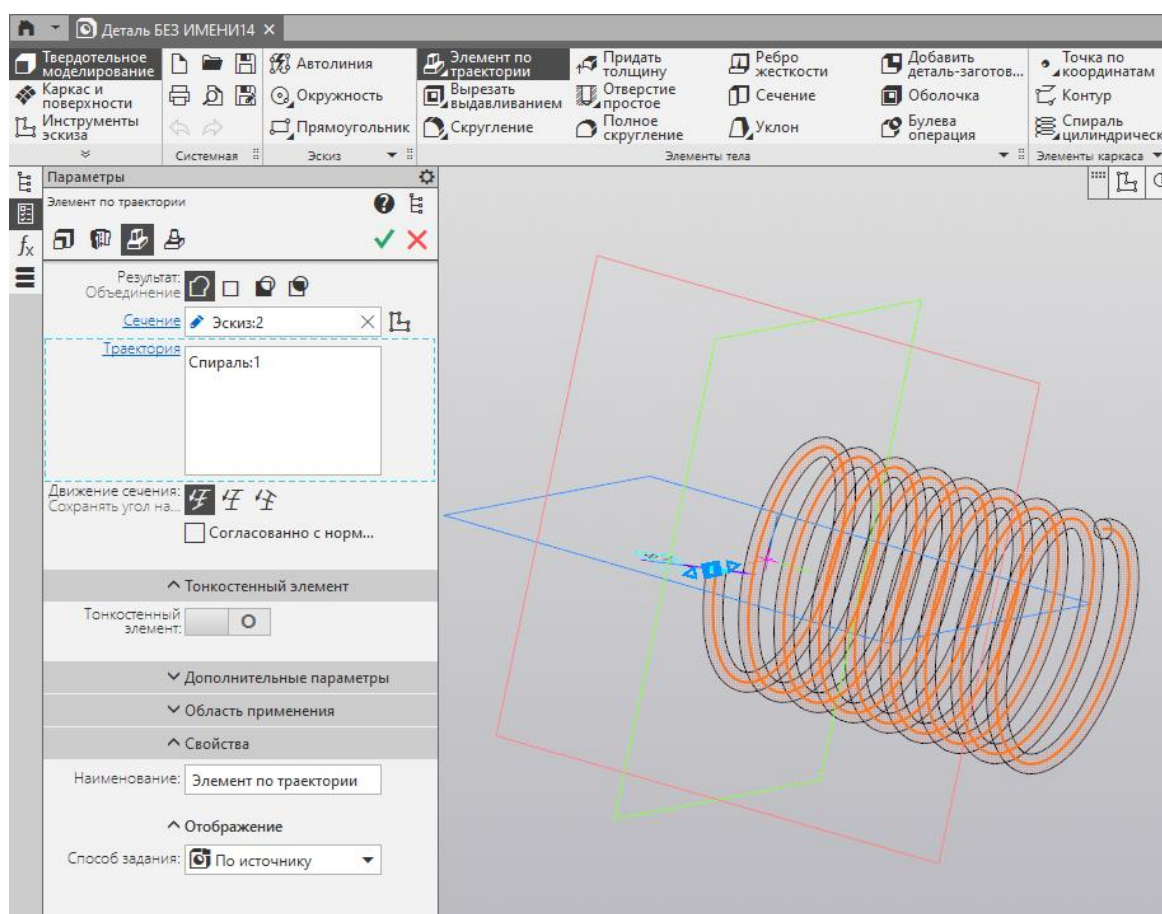 Деталь БЕЗ ИМЕНИ14
Твердотельное моделирование
Каркас и поверхности
Инструменты эскиза
Системная
Автолиния
Окружность
Прямоугольник
Эскиз
Элемент по траектории
Вырезать выдавливанием
Скругление
Придать толщину
Отверстие простое
Полное скругление
Ребро жесткости
Сечение
Уклон
Добавить деталь-заготов...
Оболочка
Булева операция
Элементы тела
Точка по координатам
Контур
Спираль цилиндрическ
Элементы каркаса
Параметры
Элемент по траектории
Результат:
Объединение
Сечение
Эскиз:2
Траектория
Спираль:1
Движение сечения:
Сохранять угол на...
Согласованно с норм...
Тонкостенный элемент
Тонкостенный элемент:
Дополнительные параметры
Область применения
Свойства
Наименование:
Элемент по траектории
Отображение
Способ задания:
По источнику